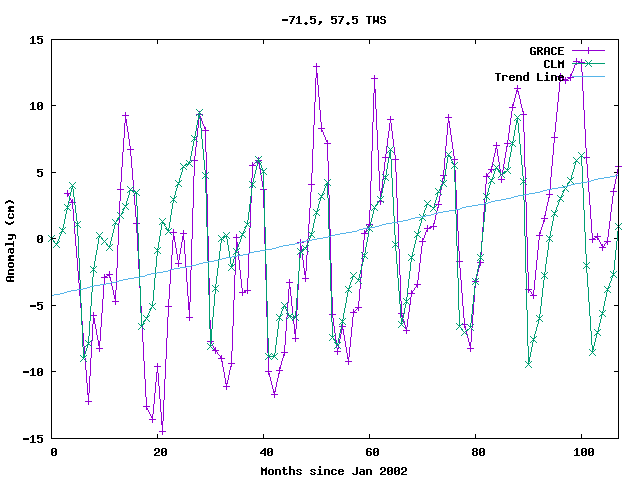 -71.5, 57.5 TWS
GRACE
CLM
Trend Line
15
10
5
0
-5
-10
-15
Anomaly (cm)
0 20 40 60 80 100
Months since Jan 2002